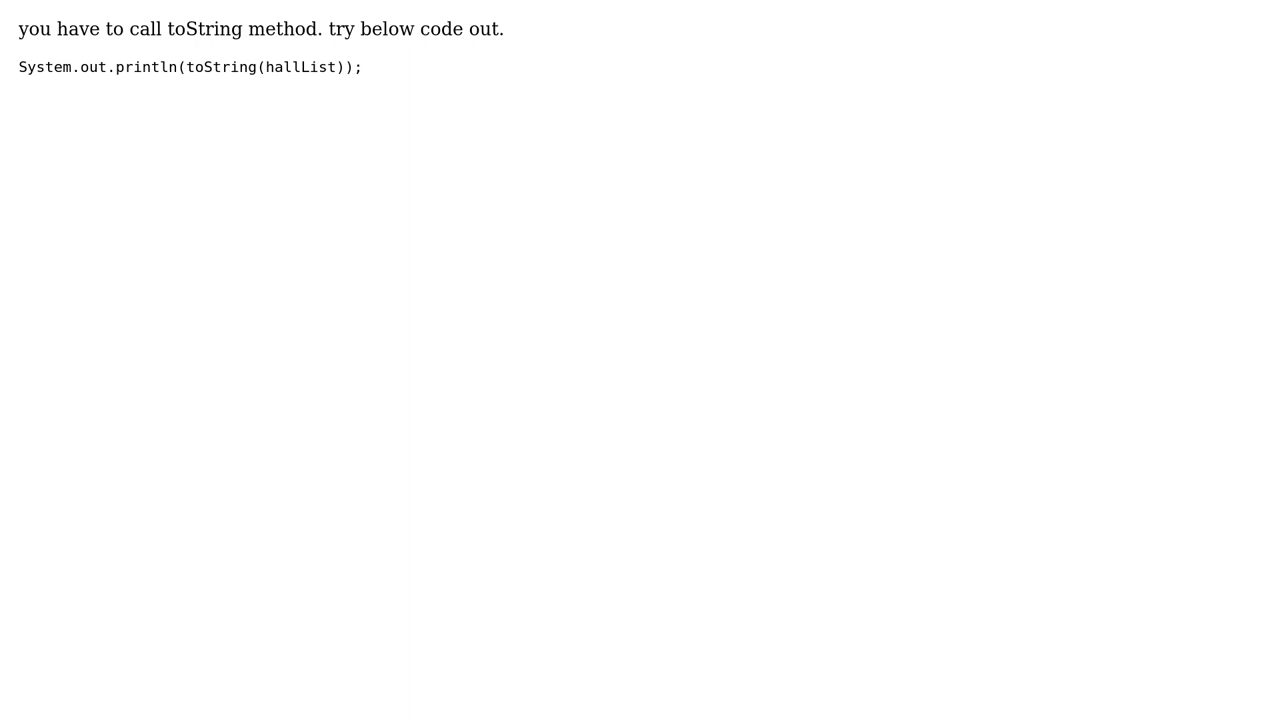 you have to call toString method. try below code out.
System.out.println(toString(hallList));